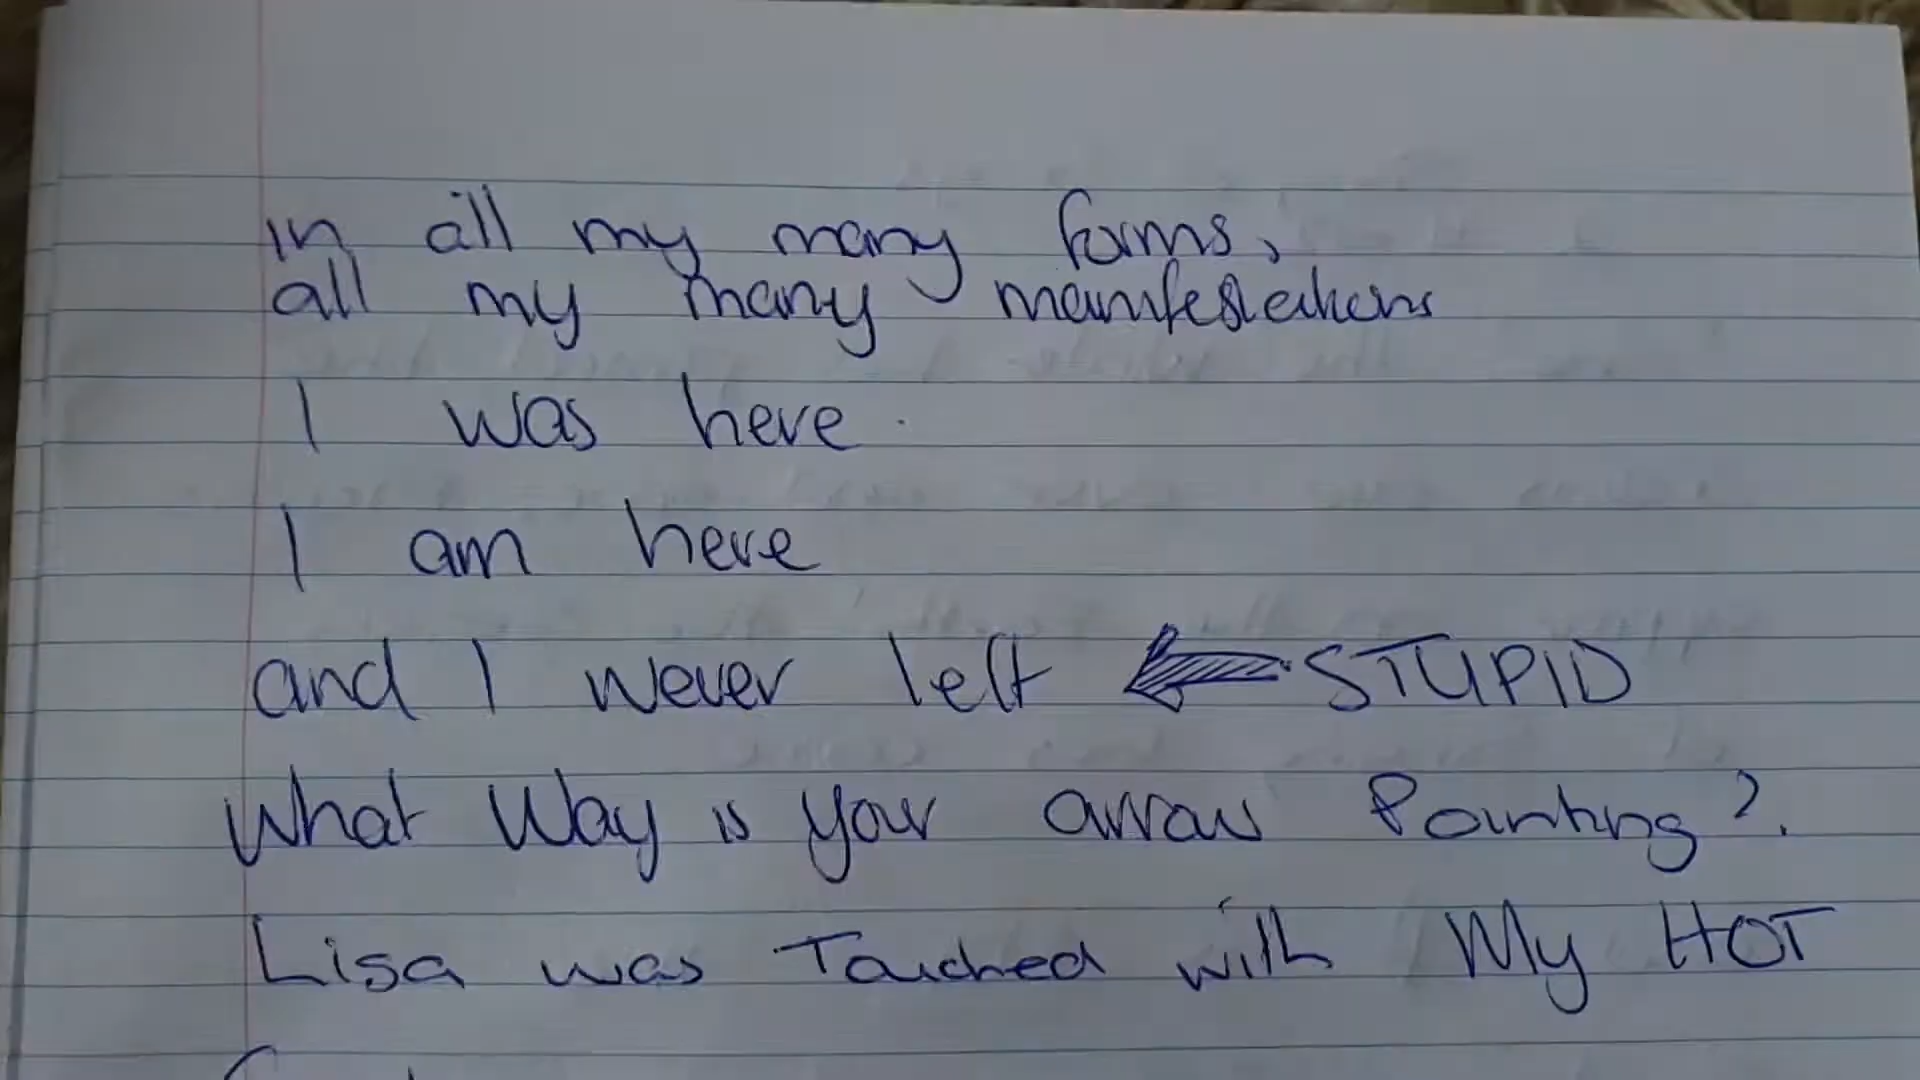 In all my many forms,
all my many manifestations
I was here.
I am here
and I wever left ← STUPID
What Way is your arrow Pointing?.
Lisa was Touched with My HOT